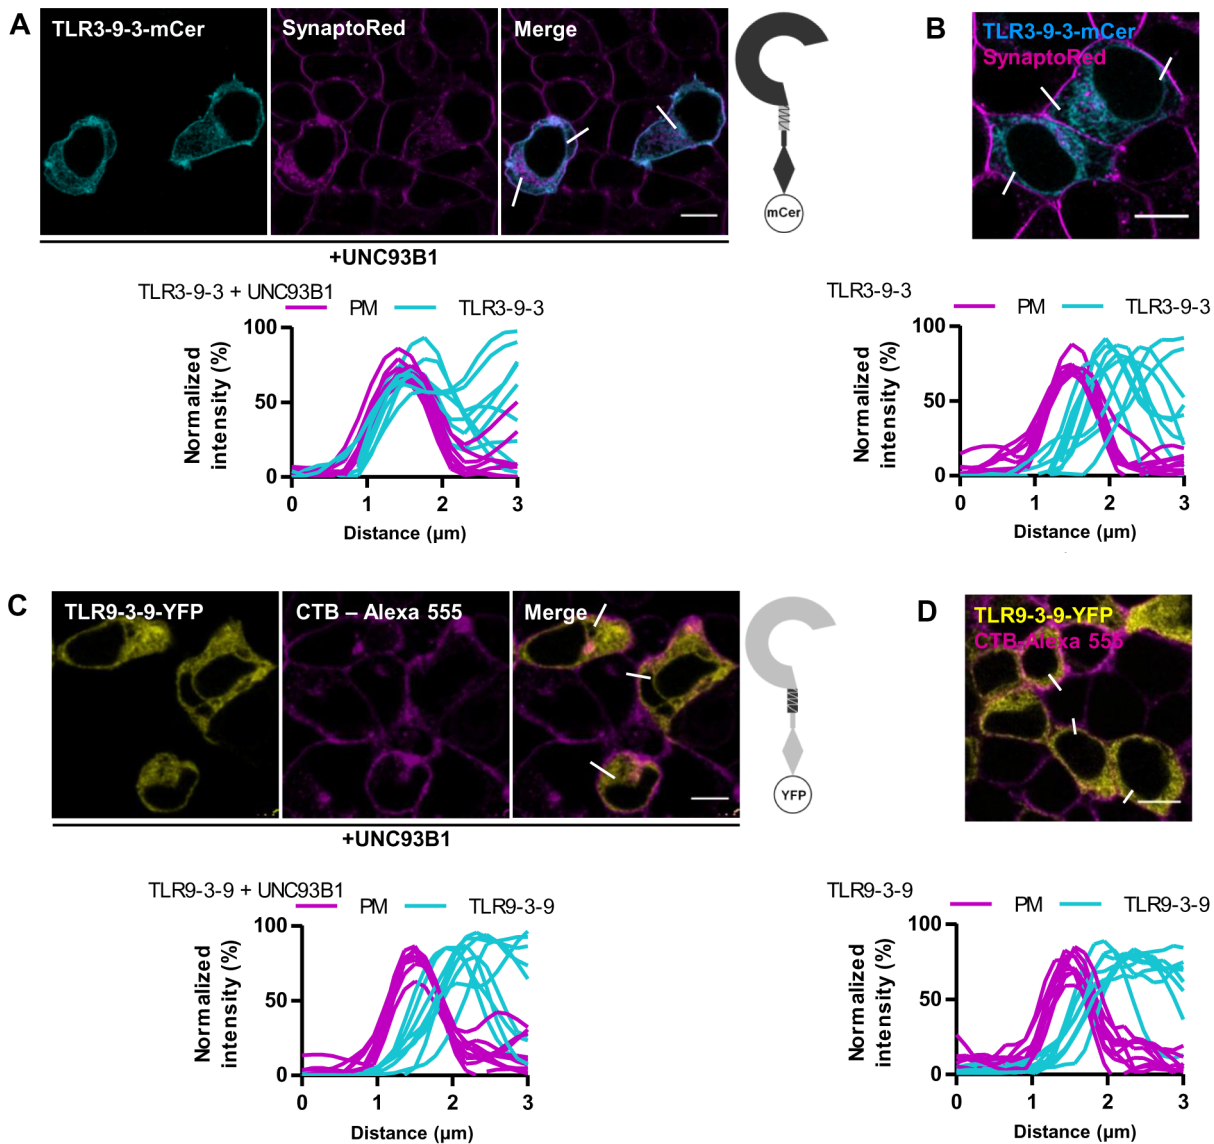 A
TLR3-9-3-mCer
SynaptoRed
Merge
mCer
+UNC93B1
TLR3-9-3 + UNC93B1
PM
TLR3-9-3
Normalized
intensity (%)
100
50
0
0
1
2
3
Distance (µm)
B
TLR3-9-3-mCer
SynaptoRed
TLR3-9-3
PM
TLR3-9-3
Normalized
intensity (%)
100
50
0
0
1
2
3
Distance (µm)
C
TLR9-3-9-YFP
CTB – Alexa 555
Merge
YFP
+UNC93B1
TLR9-3-9 + UNC93B1
PM
TLR9-3-9
Normalized
intensity (%)
100
50
0
0
1
2
3
Distance (µm)
D
TLR9-3-9-YFP
CTB-Alexa 555
TLR9-3-9
PM
TLR9-3-9
Normalized
intensity (%)
100
50
0
0
1
2
3
Distance (µm)